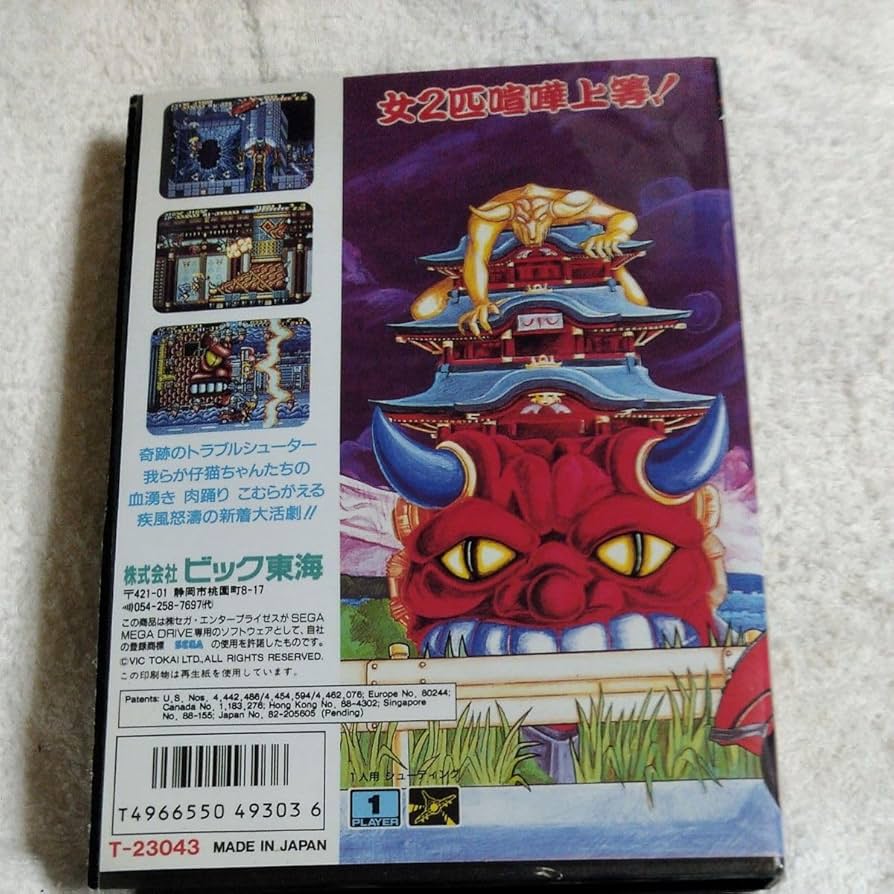 女2匹喧嘩上等!
奇跡のトラブルシューター
我らが仔猫ちゃんたちの
血湧き 肉踊り こむらがえる
疾風怒濤の新着大活劇!!
株式会社 ビック東海
〒421-01 静岡市桃園町8-17
054-258-7697(代)
この商品は㈱セガ・エンタープライゼスがSEGA
MEGA DRIVE専用のソフトウェアとして、自社
の登録商標 SEGA の使用を許諾したものです。
©VIC TOKAI LTD., ALL RIGHTS RESERVED.
この印刷物は再生紙を使用しています。
Patents: U.S. Nos. 4,442,486/4,454,594/4,462,076; Europe No. 80244;
Canada No. 1,183,276; Hong Kong No. 88-4302; Singapore
No. 88-155; Japan No. 82-205605 (Pending)
T4966550 49303 6
T-23043 MADE IN JAPAN
1人用 シューティング
1
PLAYER